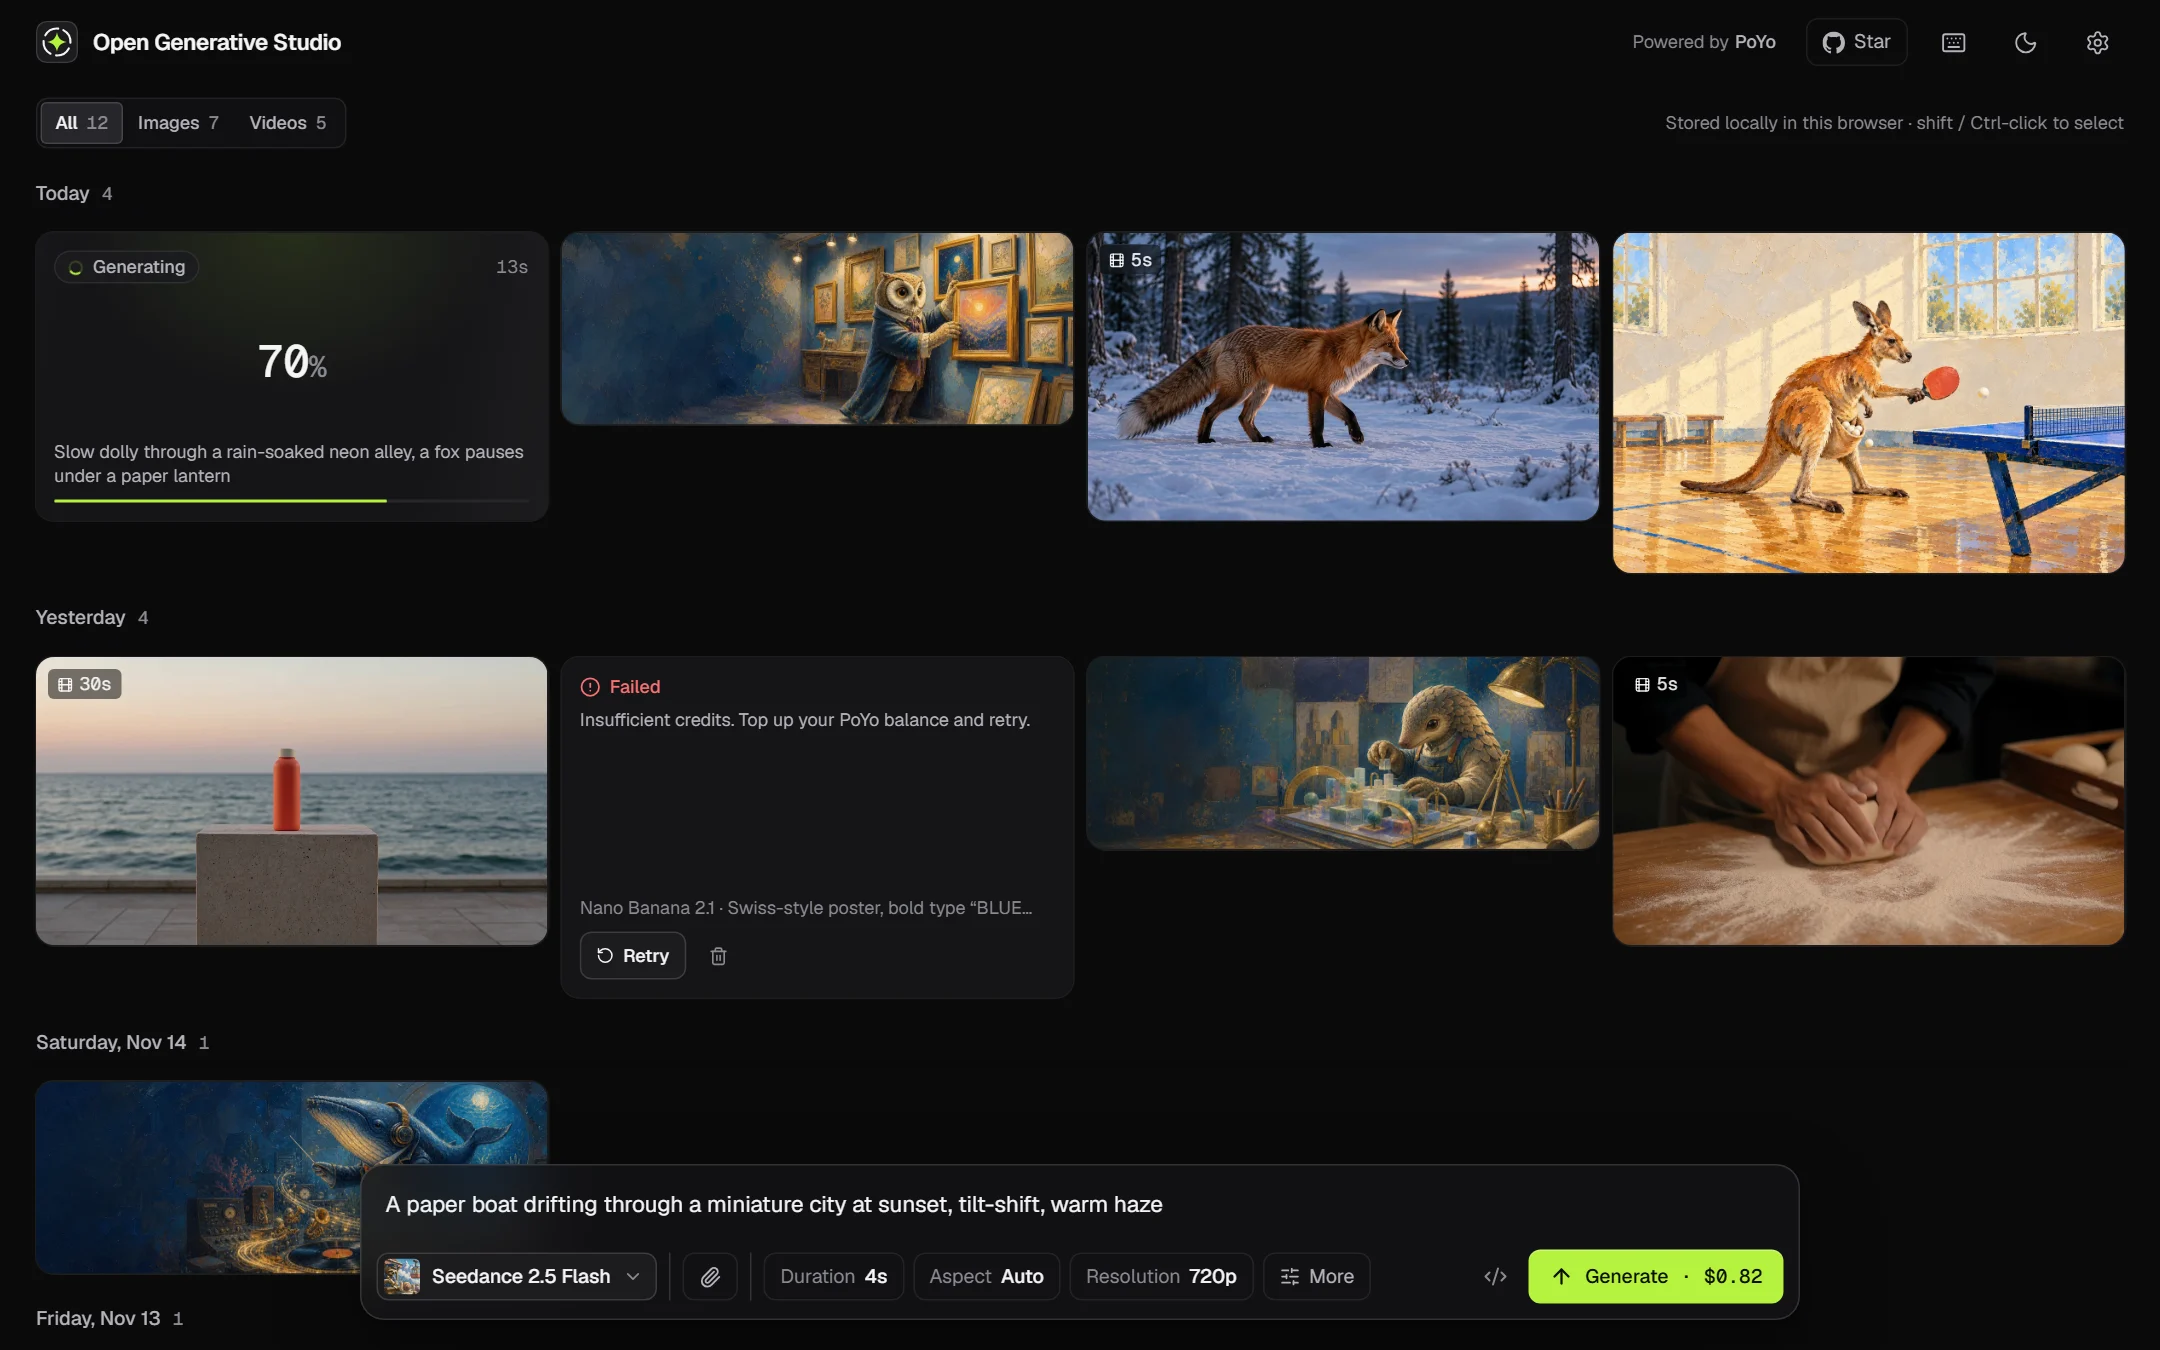 Open Generative Studio
Powered by PoYo
Star
All 12
Images 7
Videos 5
Stored locally in this browser · shift / Ctrl-click to select
Today 4
Generating
13s
70%
Slow dolly through a rain-soaked neon alley, a fox pauses
under a paper lantern
5s
Yesterday 4
30s
Failed
Insufficient credits. Top up your PoYo balance and retry.
Nano Banana 2.1 · Swiss-style poster, bold type “BLUE…
Retry
5s
Saturday, Nov 14 1
A paper boat drifting through a miniature city at sunset, tilt-shift, warm haze
Seedance 2.5 Flash
Duration 4s
Aspect Auto
Resolution 720p
More
Generate · $0.82
Friday, Nov 13 1